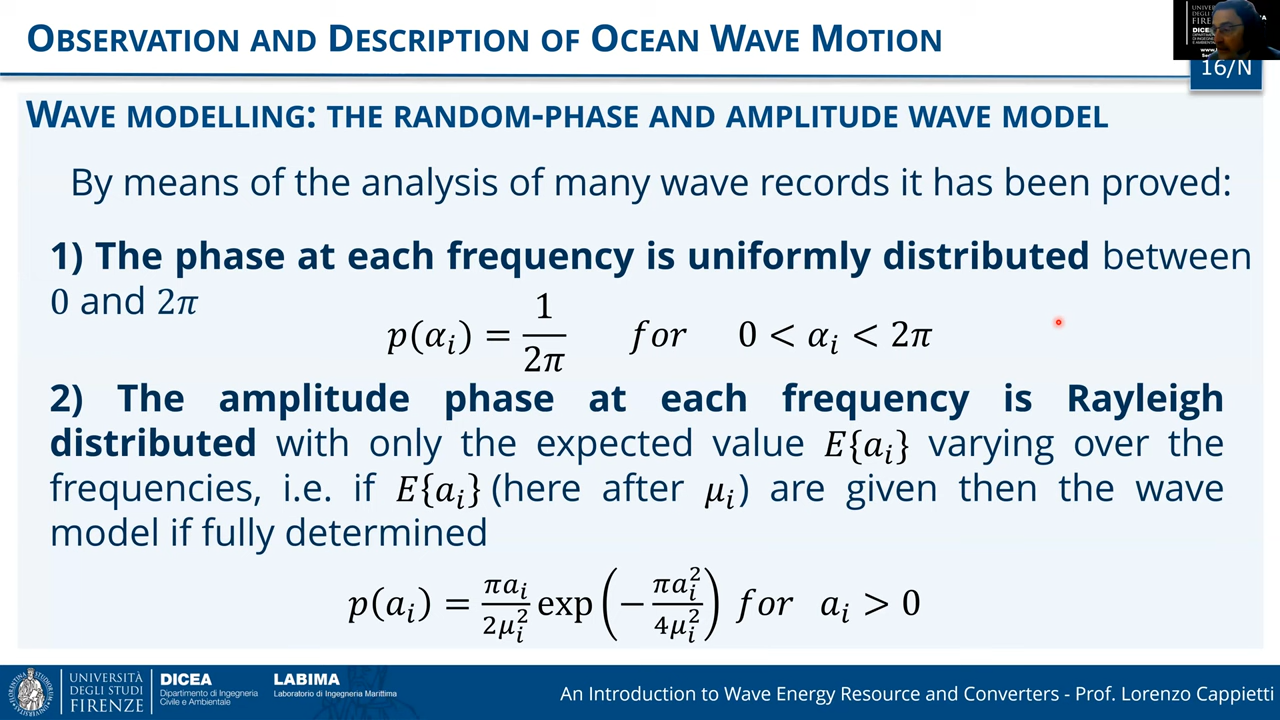 OBSERVATION AND DESCRIPTION OF OCEAN WAVE MOTION
16/N
WAVE MODELLING: THE RANDOM-PHASE AND AMPLITUDE WAVE MODEL
By means of the analysis of many wave records it has been proved:
1) The phase at each frequency is uniformly distributed between
0 and 2π
p(αᵢ) = 1/2π for 0 < αᵢ < 2π
2) The amplitude phase at each frequency is Rayleigh
distributed with only the expected value E{aᵢ} varying over the
frequencies, i.e. if E{aᵢ} (here after μᵢ) are given then the wave
model if fully determined
p(aᵢ) = πaᵢ/2μᵢ² exp(−πaᵢ²/4μᵢ²) for aᵢ > 0
UNIVERSITÀ
DEGLI STUDI
FIRENZE
DICEA
Dipartimento di Ingegneria
Civile e Ambientale
LABIMA
Laboratorio di Ingegneria Marittima
An Introduction to Wave Energy Resource and Converters - Prof. Lorenzo Cappietti